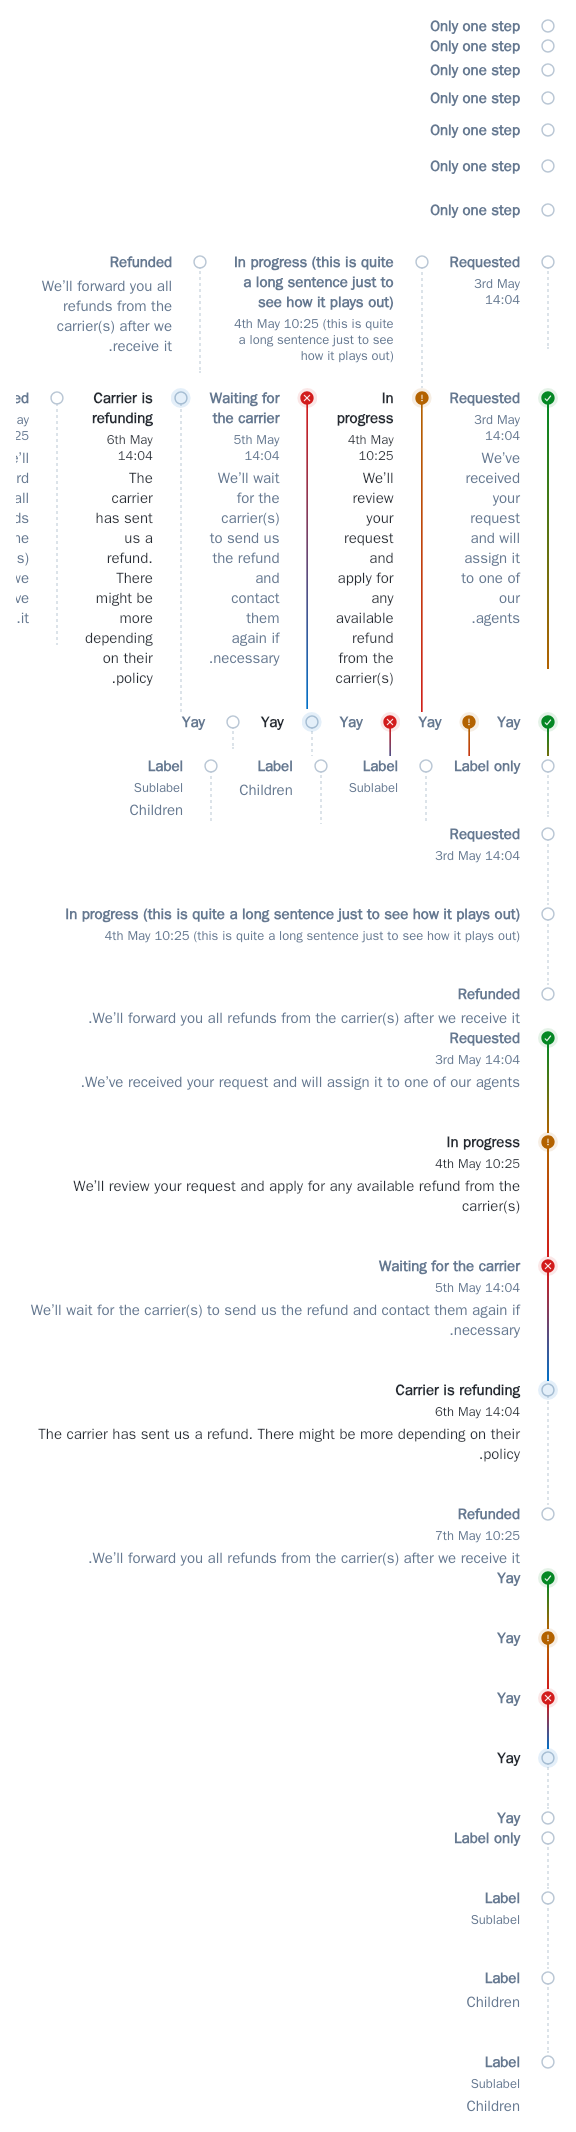 Only one step
Only one step
Only one step
Only one step
Only one step
Only one step
Only one step
Requested
3rd May
14:04
In progress (this is quite
a long sentence just to
see how it plays out)
4th May 10:25 (this is quite
a long sentence just to see
how it plays out)
Refunded
We'll forward you all
refunds from the
carrier(s) after we
.receive it
Requested
3rd May
14:04
We've
received
your
request
and will
assign it
to one of
our
.agents
In
progress
4th May
10:25
We'll
review
your
request
and
apply for
any
available
refund
from the
carrier(s)
Waiting for
the carrier
5th May
14:04
We'll wait
for the
carrier(s)
to send us
the refund
and
contact
them
again if
.necessary
Carrier is
refunding
6th May
14:04
The
carrier
has sent
us a
refund.
There
might be
more
depending
on their
.policy
Yay
Yay
Yay
Yay
Yay
Label only
Label
Sublabel
Label
Children
Label
Sublabel
Children
Requested
3rd May 14:04
In progress (this is quite a long sentence just to see how it plays out)
4th May 10:25 (this is quite a long sentence just to see how it plays out)
Refunded
.We'll forward you all refunds from the carrier(s) after we receive it
Requested
3rd May 14:04
.We've received your request and will assign it to one of our agents
In progress
4th May 10:25
We'll review your request and apply for any available refund from the
carrier(s)
Waiting for the carrier
5th May 14:04
We'll wait for the carrier(s) to send us the refund and contact them again if
.necessary
Carrier is refunding
6th May 14:04
The carrier has sent us a refund. There might be more depending on their
.policy
Refunded
7th May 10:25
.We'll forward you all refunds from the carrier(s) after we receive it
Yay
Yay
Yay
Yay
Yay
Label only
Label
Sublabel
Label
Children
Label
Sublabel
Children